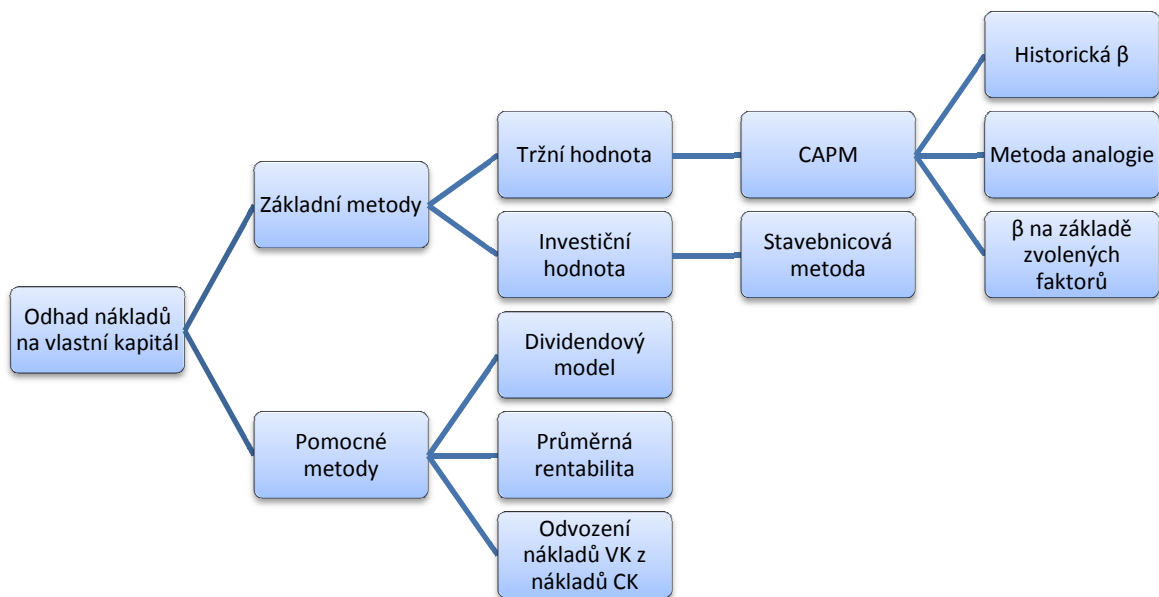 Odhad nákladů
na vlastní kapitál
Základní metody
Tržní hodnota
CAPM
Historická β
Metoda analogie
β na základě
zvolených
faktorů
Investiční
hodnota
Stavebnicová
metoda
Pomocné
metody
Dividendový
model
Průměrná
rentabilita
Odvození
nákladů VK z
nákladů CK